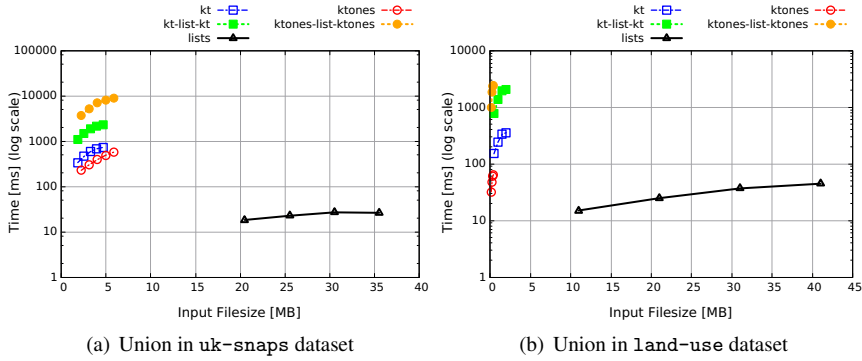 kt
ktones
kt-list-kt
ktones-list-ktones
lists
100000
10000
1000
100
10
1
Time [ms] (log scale)
0 5 10 15 20 25 30 35 40
Input Filesize [MB]
(a) Union in uk-snaps dataset
kt
ktones
kt-list-kt
ktones-list-ktones
lists
10000
1000
100
10
1
Time [ms] (log scale)
0 5 10 15 20 25 30 35 40 45
Input Filesize [MB]
(b) Union in land-use dataset